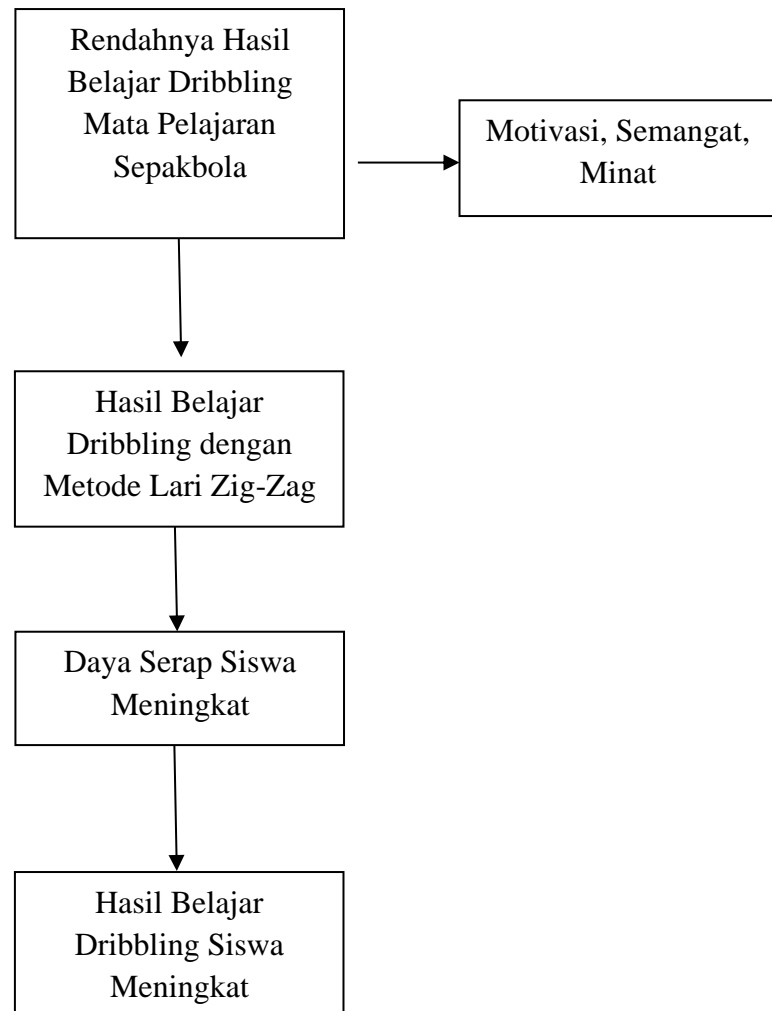 Rendahnya Hasil
Belajar Dribbling
Mata Pelajaran
Sepakbola
Motivasi, Semangat,
Minat
Hasil Belajar
Dribbling dengan
Metode Lari Zig-Zag
Daya Serap Siswa
Meningkat
Hasil Belajar
Dribbling Siswa
Meningkat